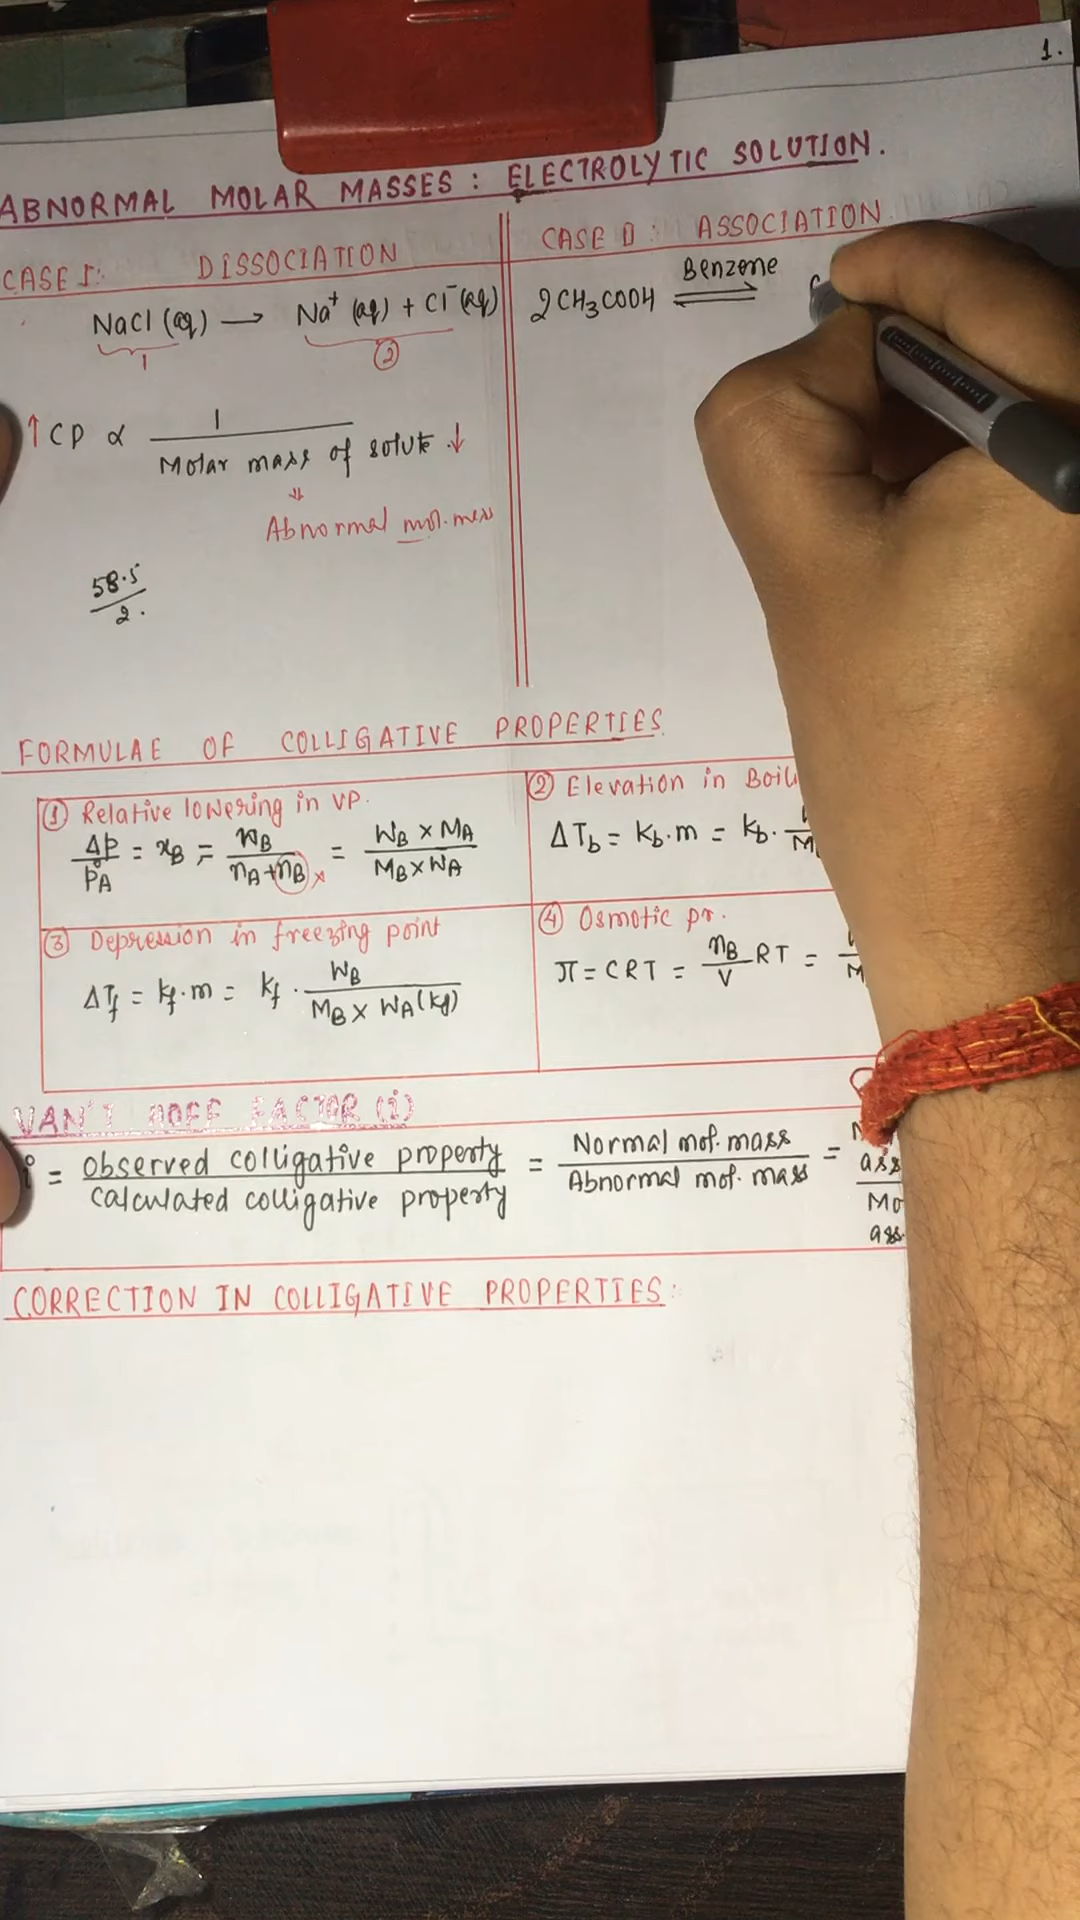 1.
ABNORMAL MOLAR MASSES : ELECTROLYTIC SOLUTION.
CASE I: DISSOCIATION
NaCl (aq) → Na⁺ (aq) + Cl⁻ (aq)
1
②
↑ CP ∝ 1 / Molar mass of solute ↓
⇓
Abnormal mol. mass
58.5 / 2.
CASE II: ASSOCIATION
2CH₃COOH ⇌ Benzene
FORMULAE OF COLLIGATIVE PROPERTIES
① Relative lowering in VP.
Δp / p°A = xB = nB / nA+nB x = WB × MA / MB × WA
② Elevation in
ΔTb = Kb.m = Kb.
③ Depression in freezing point
ΔTf = Kf.m = Kf . WB / MB × WA (kg)
④ Osmotic pr.
π = CRT = nB / V RT =
VAN'T HOFF FACTOR (i)
i = observed colligative property / calculated colligative property = Normal mol. mass / Abnormal mol. mass =
CORRECTION IN COLLIGATIVE PROPERTIES: